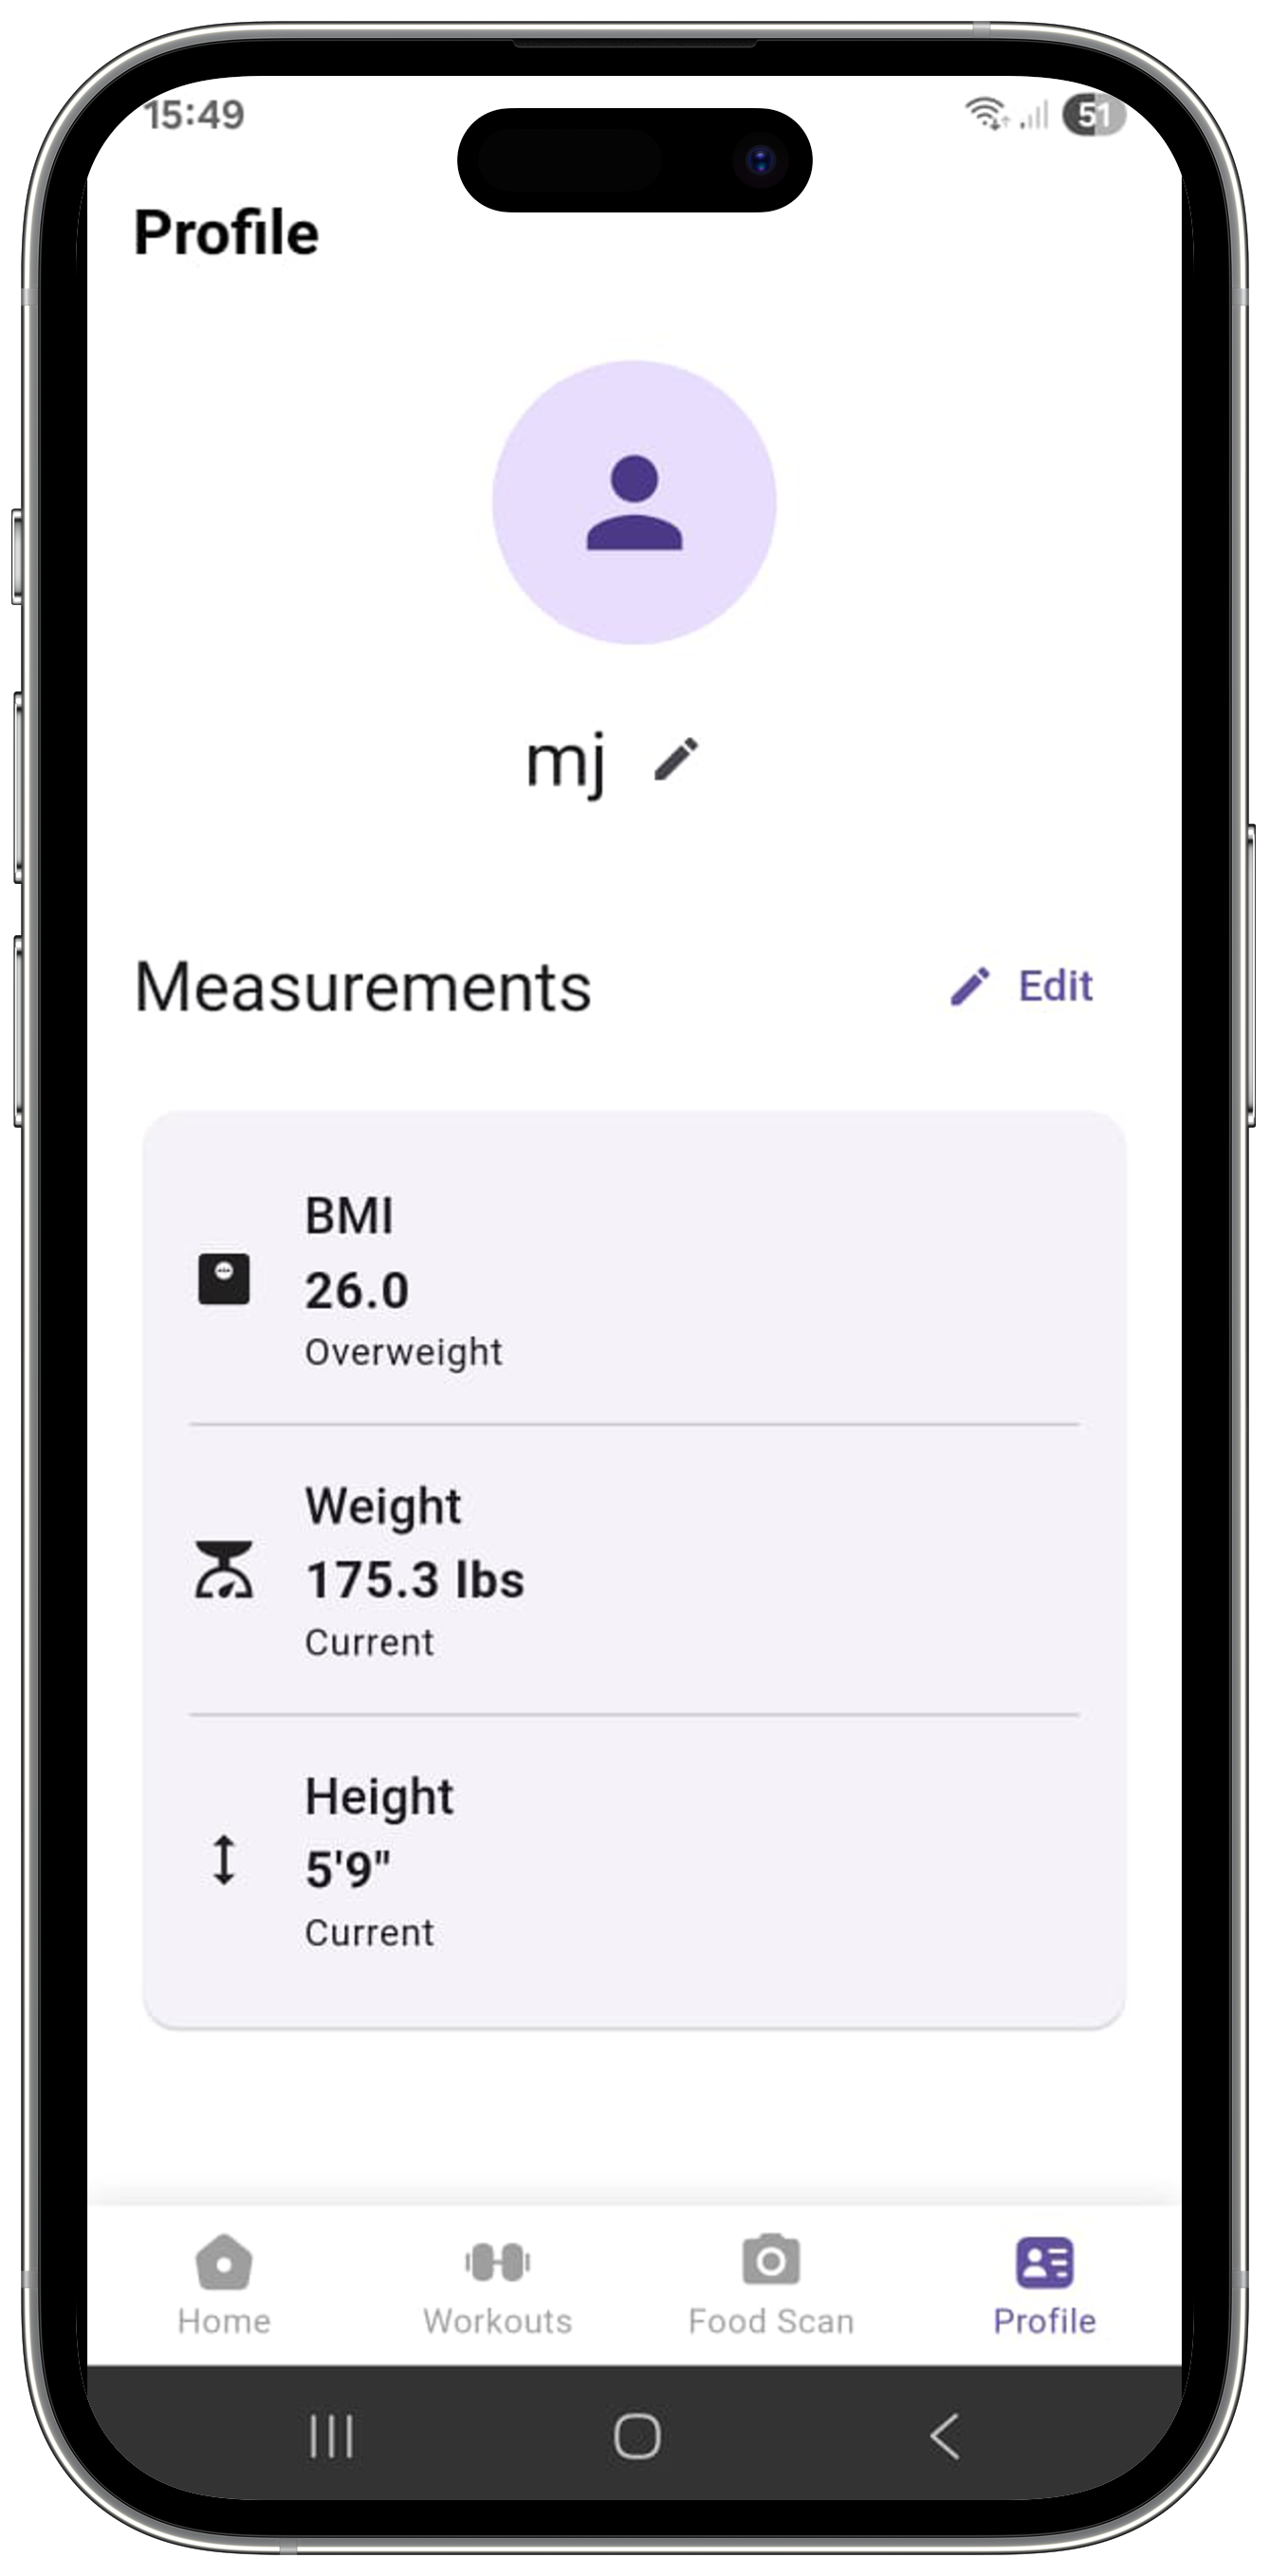 15:49
51
Profile
mj
Measurements
Edit
BMI
26.0
Overweight
Weight
175.3 lbs
Current
Height
5'9"
Current
Home
Workouts
Food Scan
Profile